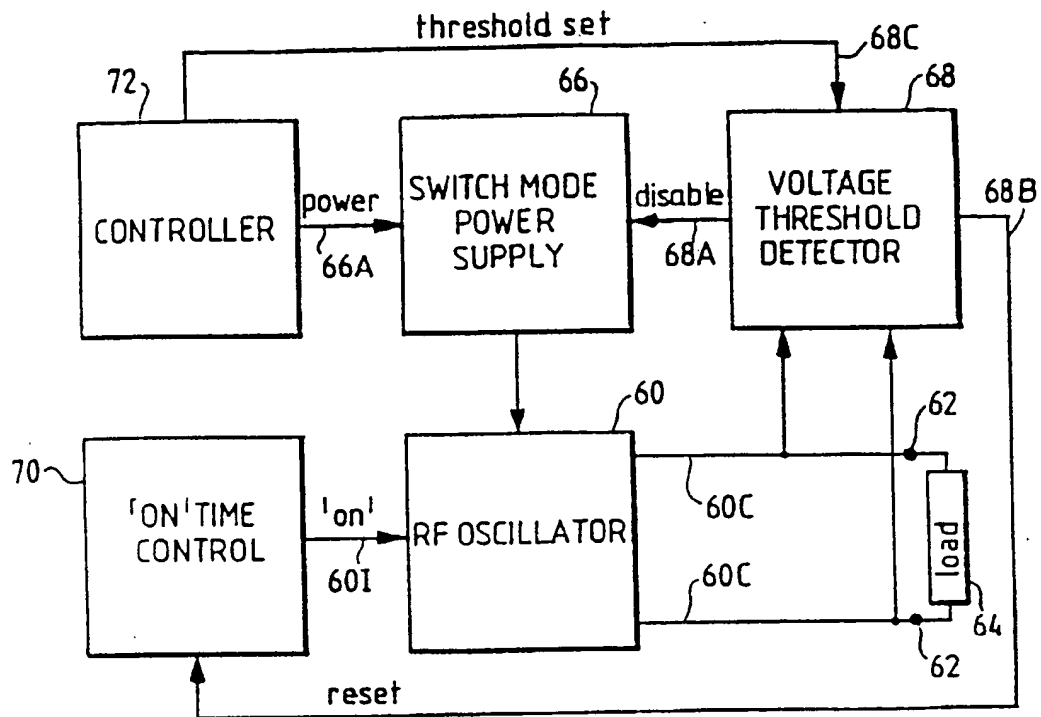 threshold set
68C
72
66
68
CONTROLLER
power
66A
SWITCH MODE
POWER
SUPPLY
disable
68A
VOLTAGE
THRESHOLD
DETECTOR
68B
60
62
70
'ON' TIME
CONTROL
'on'
60I
RF OSCILLATOR
60C
60C
load
64
62
reset